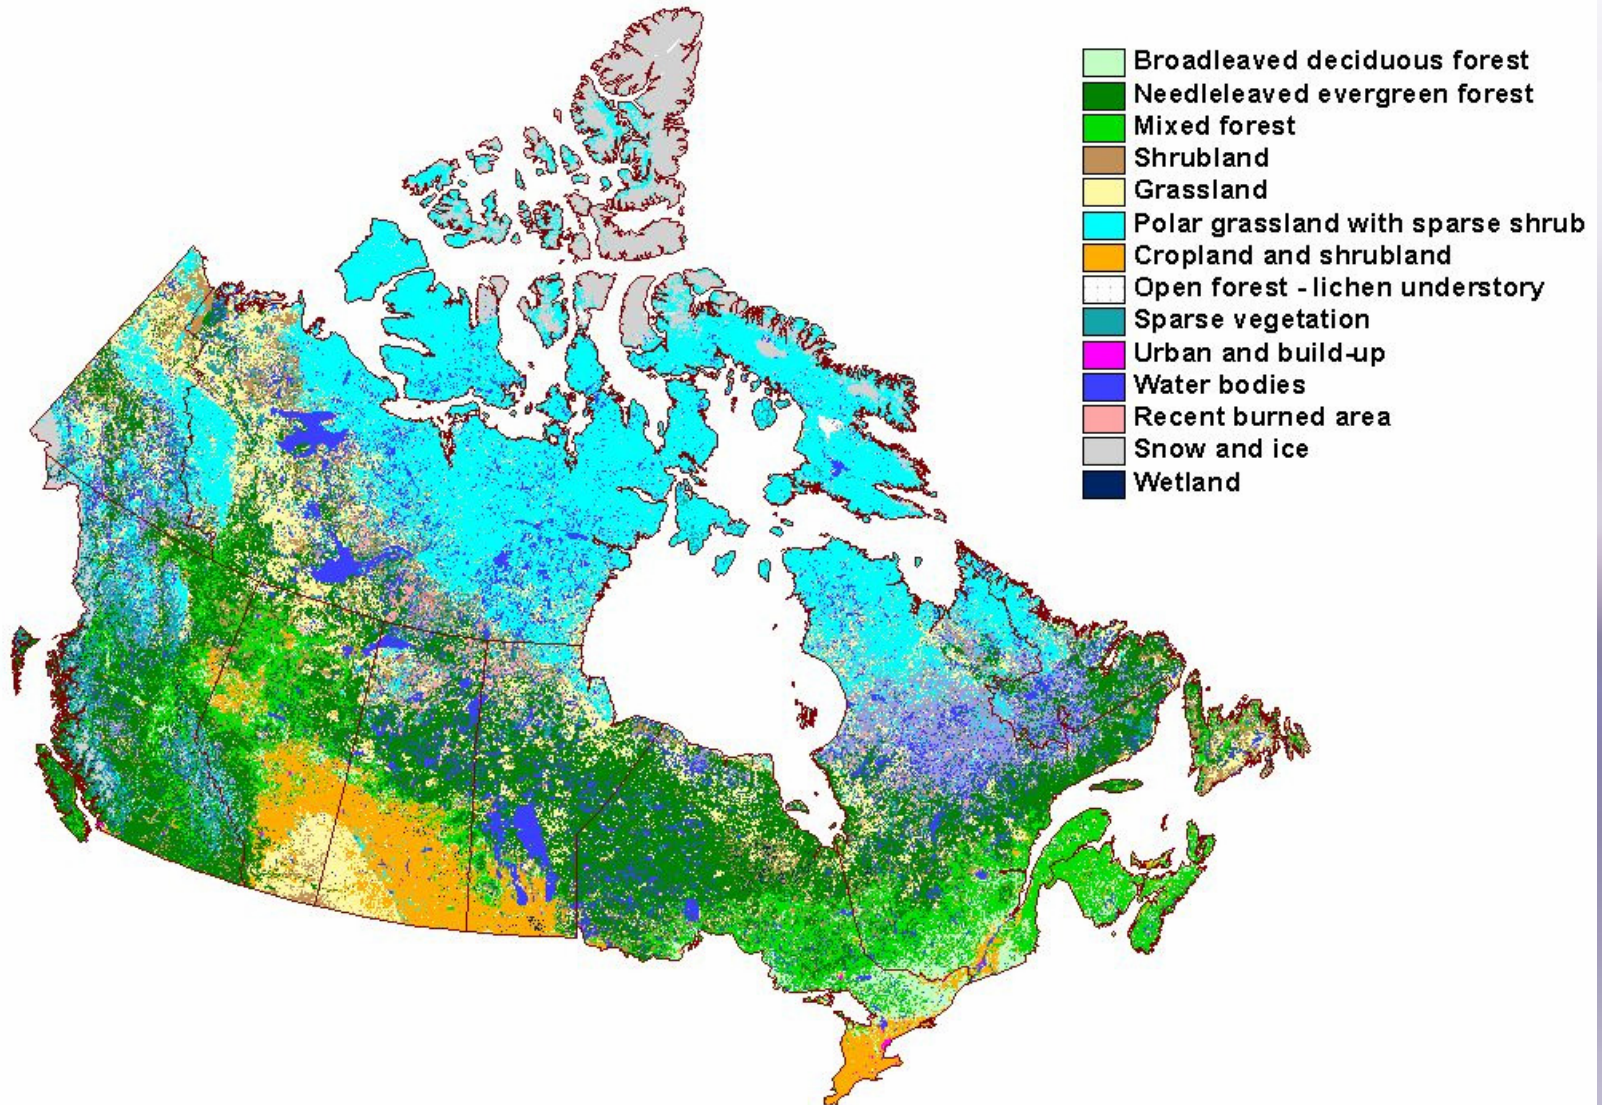 Broadleaved deciduous forest
Needleleaved evergreen forest
Mixed forest
Shrubland
Grassland
Polar grassland with sparse shrub
Cropland and shrubland
Open forest - lichen understory
Sparse vegetation
Urban and build-up
Water bodies
Recent burned area
Snow and ice
Wetland